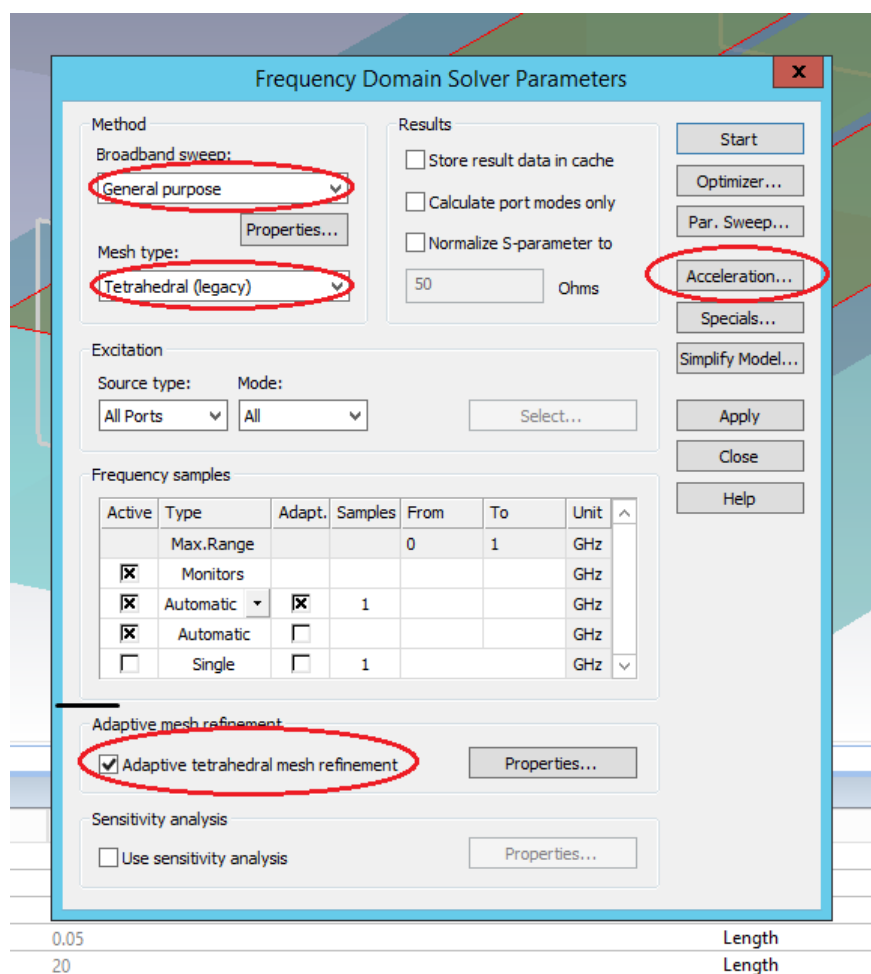 Frequency Domain Solver Parameters
x
Method
Broadband sweep:
General purpose
Properties...
Mesh type:
Tetrahedral (legacy)
Results
Store result data in cache
Calculate port modes only
Normalize S-parameter to
50 Ohms
Start
Optimizer...
Par. Sweep...
Acceleration...
Specials...
Simplify Model...
Apply
Close
Help
Excitation
Source type: Mode:
All Ports All Select...
Frequency samples
Active Type Adapt. Samples From To Unit
Max.Range 0 1 GHz
Monitors GHz
Automatic 1 GHz
Automatic GHz
Single 1 GHz
Adaptive mesh refinement
Adaptive tetrahedral mesh refinement Properties...
Sensitivity analysis
Use sensitivity analysis Properties...
0.05 Length
20 Length